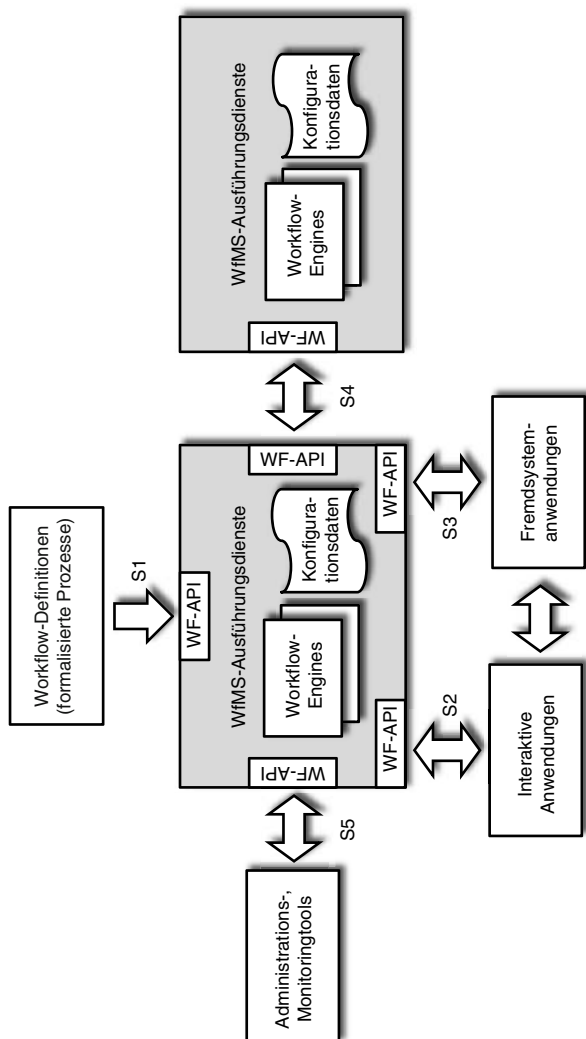 Workflow-Definitionen
(formalisierte Prozesse)
S1
WF-API
WfMS-Ausführungsdienste
Workflow-
Engines
Konfigura-
tionsdaten
WF-API
WF-API
WF-API
WF-API
Administrations-,
Monitoringtools
S5
S4
WfMS-Ausführungsdienste
WF-API
Workflow-
Engines
Konfigura-
tionsdaten
S2
S3
Interaktive
Anwendungen
Fremdsystem-
anwendungen